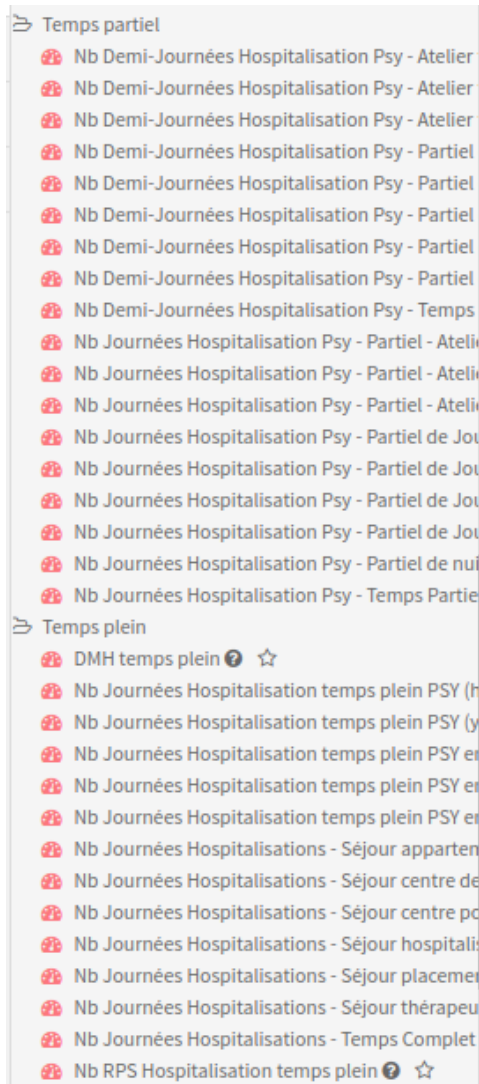 Temps partiel
Nb Demi-Journées Hospitalisation Psy - Atelier
Nb Demi-Journées Hospitalisation Psy - Atelier
Nb Demi-Journées Hospitalisation Psy - Atelier
Nb Demi-Journées Hospitalisation Psy - Partiel
Nb Demi-Journées Hospitalisation Psy - Partiel
Nb Demi-Journées Hospitalisation Psy - Partiel
Nb Demi-Journées Hospitalisation Psy - Partiel
Nb Demi-Journées Hospitalisation Psy - Partiel
Nb Demi-Journées Hospitalisation Psy - Temps
Nb Journées Hospitalisation Psy - Partiel - Ateli
Nb Journées Hospitalisation Psy - Partiel - Ateli
Nb Journées Hospitalisation Psy - Partiel - Ateli
Nb Journées Hospitalisation Psy - Partiel de Jou
Nb Journées Hospitalisation Psy - Partiel de Jou
Nb Journées Hospitalisation Psy - Partiel de Jou
Nb Journées Hospitalisation Psy - Partiel de Jou
Nb Journées Hospitalisation Psy - Partiel de nui
Nb Journées Hospitalisation Psy - Temps Partie
Temps plein
DMH temps plein
Nb Journées Hospitalisation temps plein PSY (h
Nb Journées Hospitalisation temps plein PSY (y
Nb Journées Hospitalisation temps plein PSY en
Nb Journées Hospitalisation temps plein PSY en
Nb Journées Hospitalisation temps plein PSY en
Nb Journées Hospitalisations - Séjour apparten
Nb Journées Hospitalisations - Séjour centre de
Nb Journées Hospitalisations - Séjour centre po
Nb Journées Hospitalisations - Séjour hospitalis
Nb Journées Hospitalisations - Séjour placemen
Nb Journées Hospitalisations - Séjour thérapeu
Nb Journées Hospitalisations - Temps Complet
Nb RPS Hospitalisation temps plein